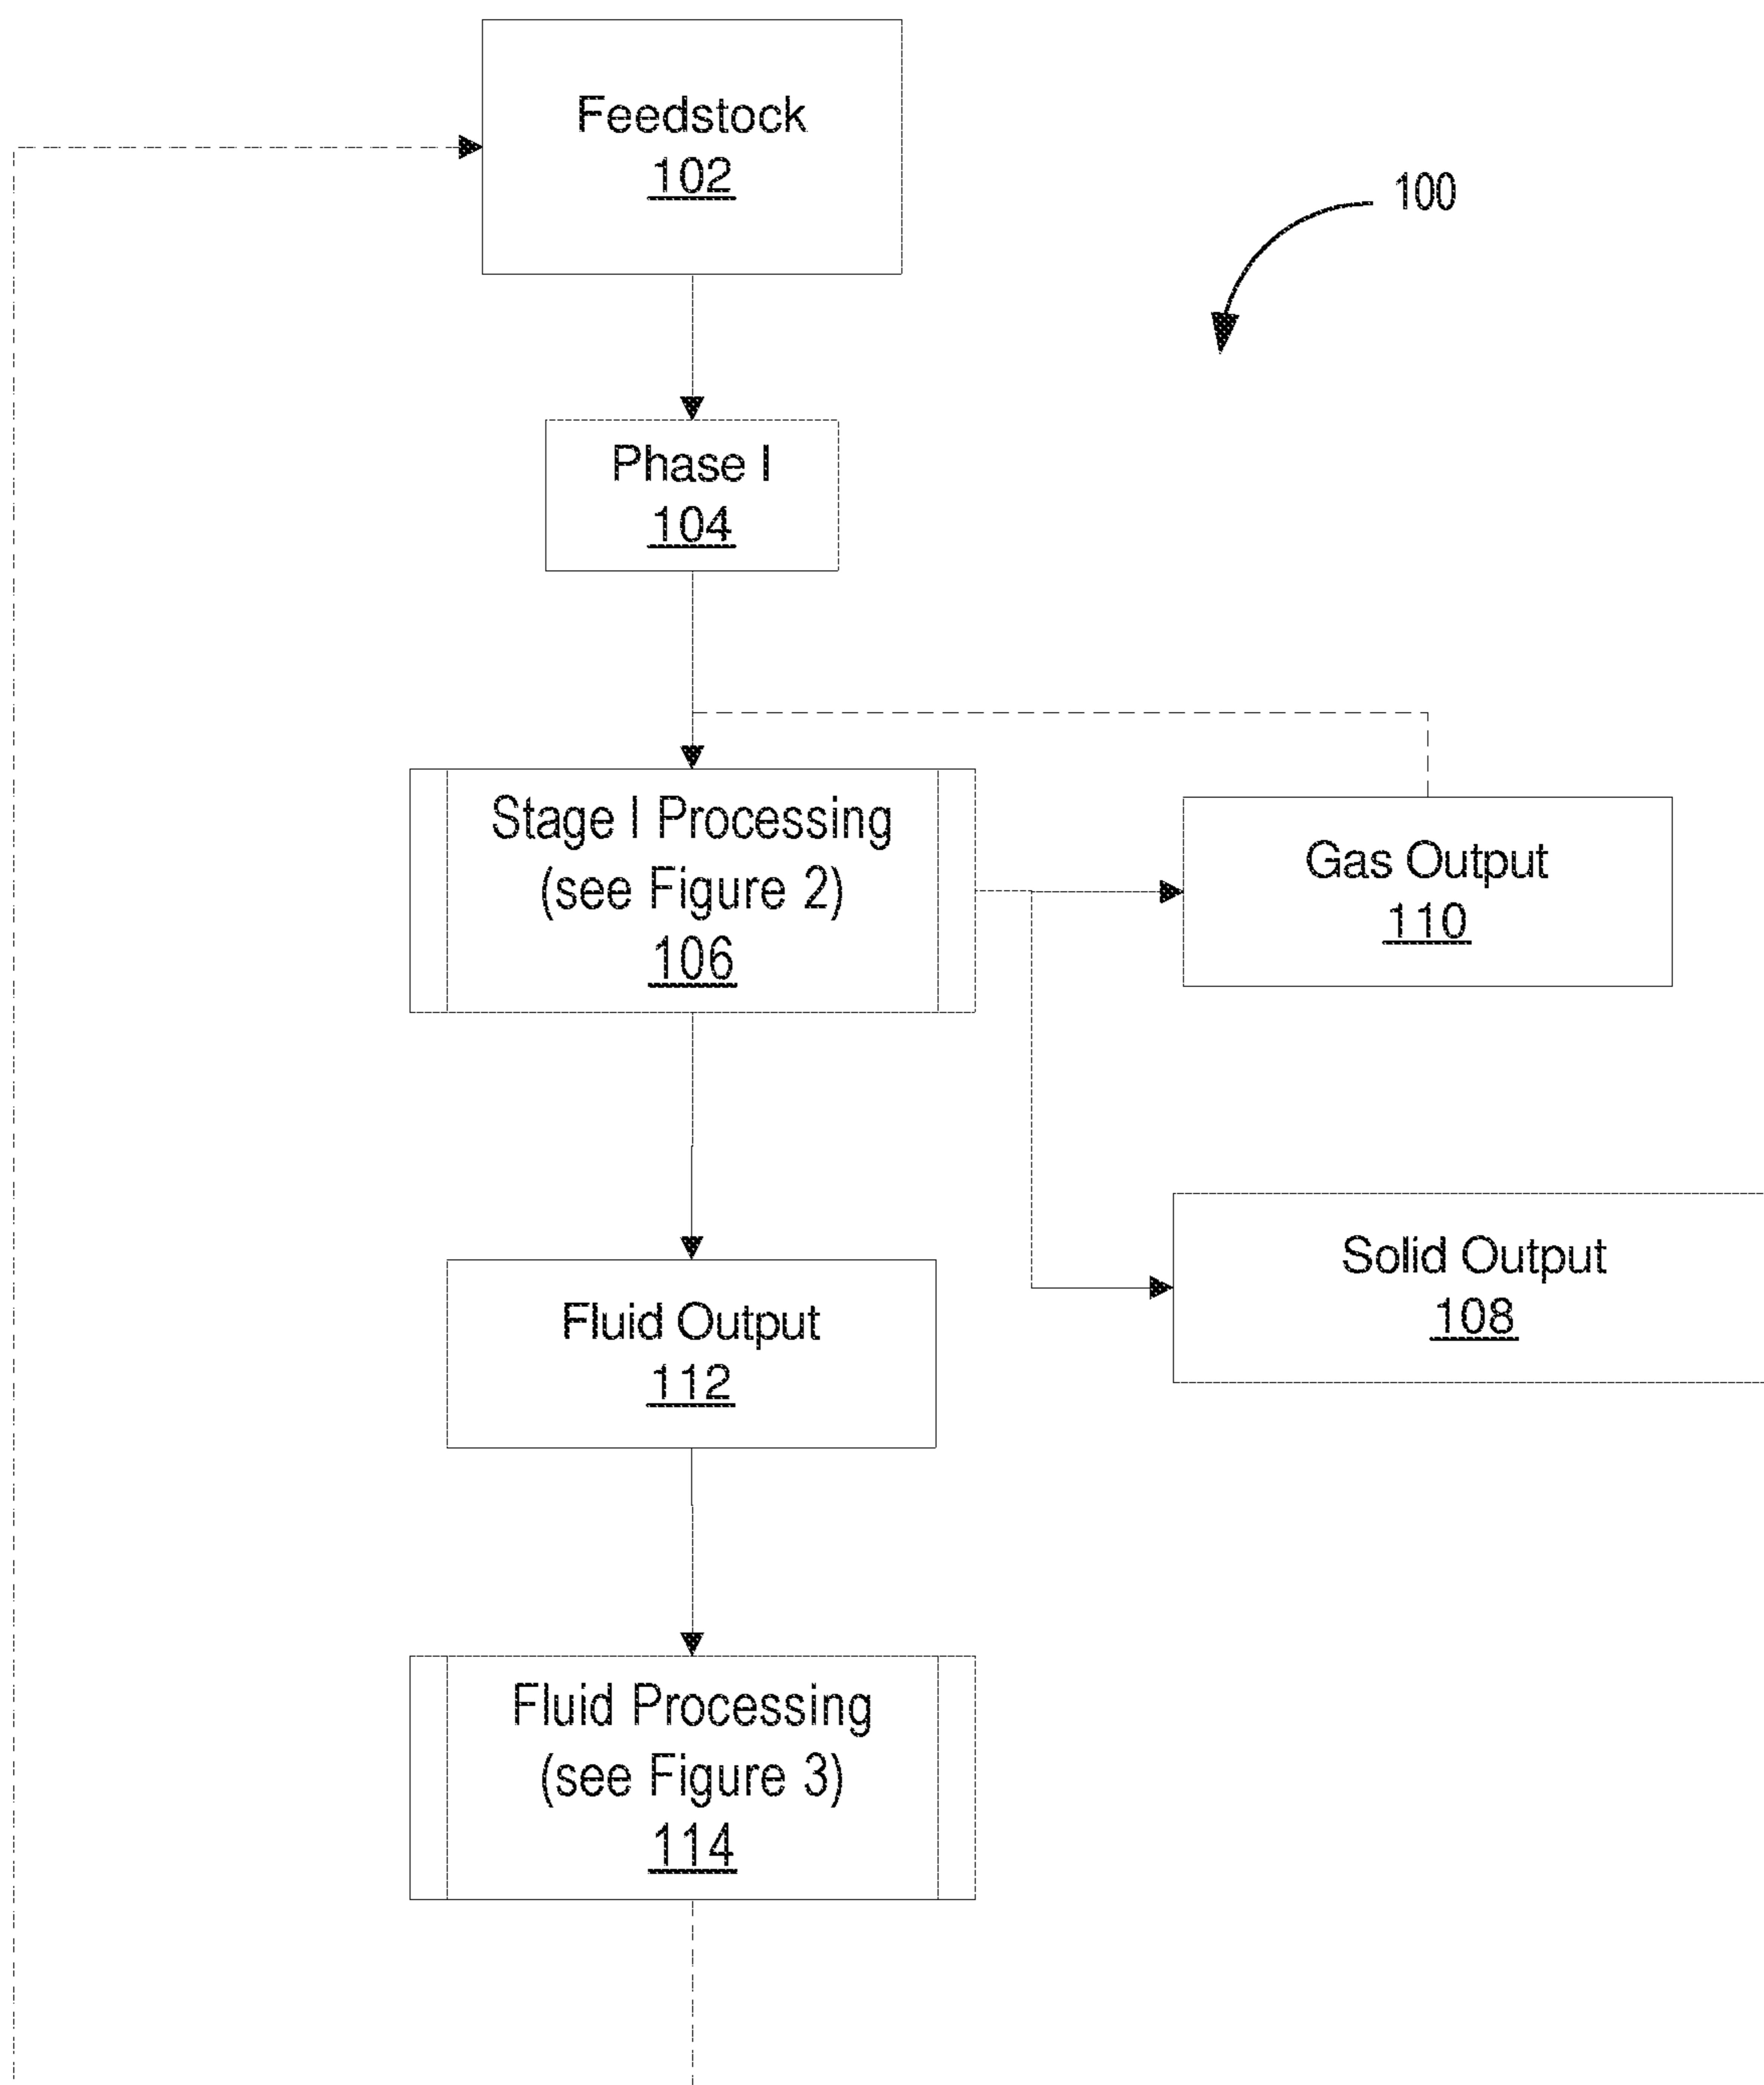 Feedstock
102
100
Phase I
104
Stage I Processing
(see Figure 2)
106
Gas Output
110
Solid Output
108
Fluid Output
112
Fluid Processing
(see Figure 3)
114